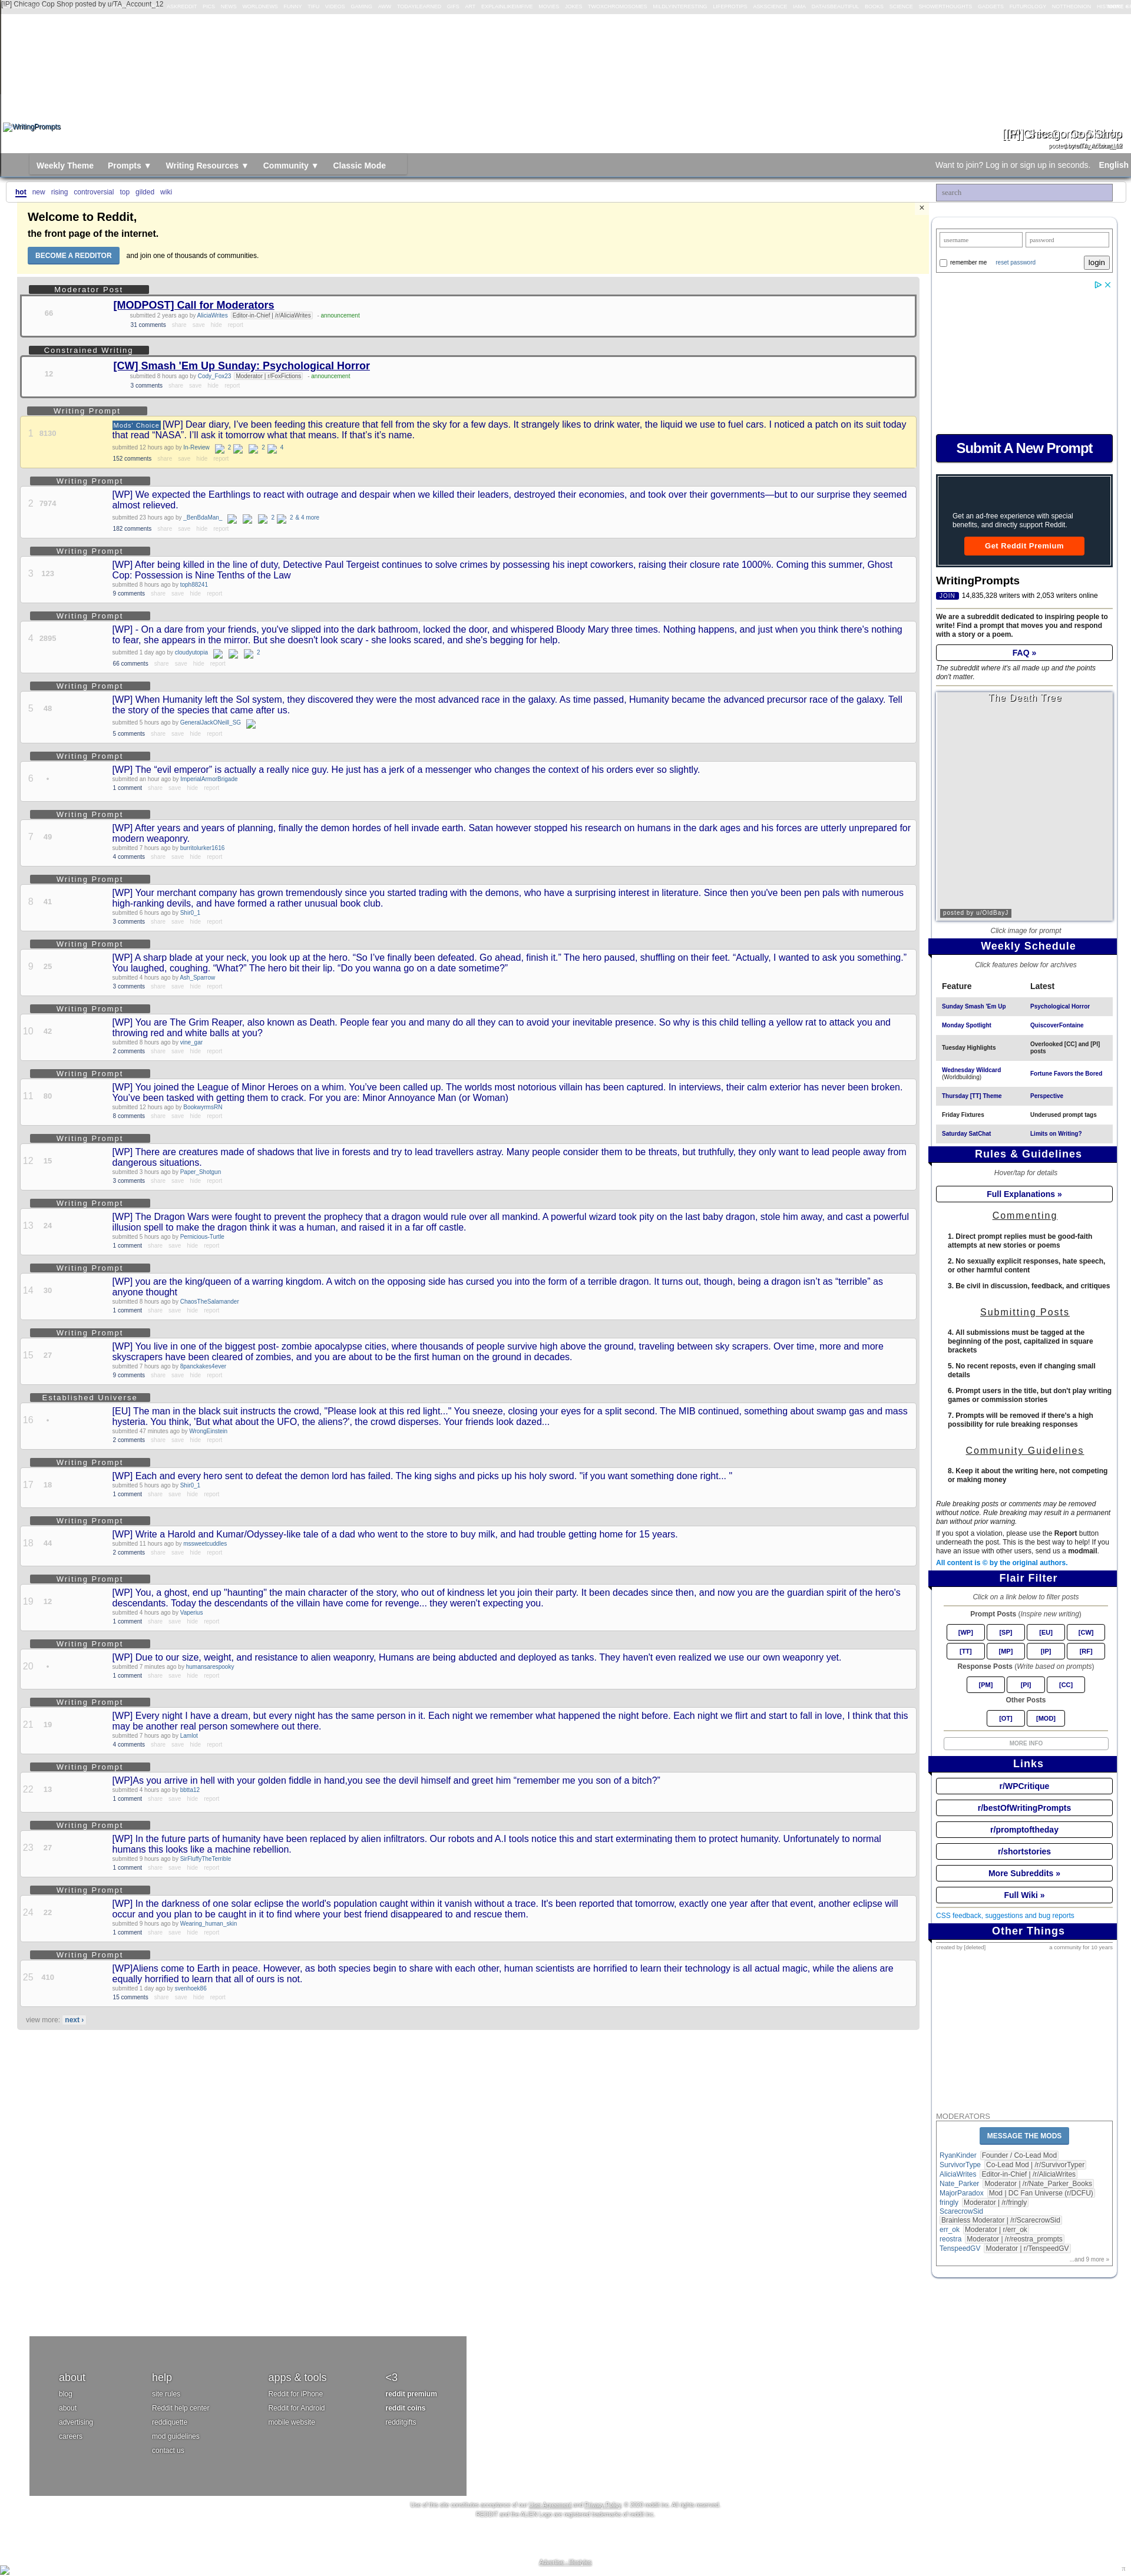 [IP] Chicago Cop Shop posted by u/TA_Account_12
WritingPrompts
[IP] Chicago Cop Shop
posted by u/TA_Account_12
Weekly Theme Prompts ▼ Writing Resources ▼ Community ▼ Classic Mode
Want to join? Log in or sign up in seconds. English
hot new rising controversial top gilded wiki
search
Welcome to Reddit,
the front page of the internet.
BECOME A REDDITOR and join one of thousands of communities.
×
Moderator Post
66
[MODPOST] Call for Moderators
submitted 2 years ago by AliciaWrites Editor-in-Chief | /r/AliciaWrites - announcement
31 comments share save hide report
Constrained Writing
12
[CW] Smash 'Em Up Sunday: Psychological Horror
submitted 8 hours ago by Cody_Fox23 Moderator | r/FoxFictions - announcement
3 comments share save hide report
Writing Prompt
1 8130
Mods' Choice [WP] Dear diary, I've been feeding this creature that fell from the sky for a few days. It strangely likes to drink water, the liquid we use to fuel cars. I noticed a patch on its suit today
that read "NASA". I'll ask it tomorrow what that means. If that's it's name.
submitted 12 hours ago by In-Review 2 2 4
152 comments share save hide report
Writing Prompt
2 7974
[WP] We expected the Earthlings to react with outrage and despair when we killed their leaders, destroyed their economies, and took over their governments—but to our surprise they seemed
almost relieved.
submitted 23 hours ago by _BenBdaMan_ 2 2 & 4 more
182 comments share save hide report
Writing Prompt
3 123
[WP] After being killed in the line of duty, Detective Paul Tergeist continues to solve crimes by possessing his inept coworkers, raising their closure rate 1000%. Coming this summer, Ghost
Cop: Possession is Nine Tenths of the Law
submitted 8 hours ago by toph88241
9 comments share save hide report
Writing Prompt
4 2895
[WP] - On a dare from your friends, you've slipped into the dark bathroom, locked the door, and whispered Bloody Mary three times. Nothing happens, and just when you think there's nothing
to fear, she appears in the mirror. But she doesn't look scary - she looks scared, and she's begging for help.
submitted 1 day ago by cloudyutopia 2
66 comments share save hide report
Writing Prompt
5 48
[WP] When Humanity left the Sol system, they discovered they were the most advanced race in the galaxy. As time passed, Humanity became the advanced precursor race of the galaxy. Tell
the story of the species that came after us.
submitted 5 hours ago by GeneralJackONeill_SG
5 comments share save hide report
Writing Prompt
6 •
[WP] The "evil emperor" is actually a really nice guy. He just has a jerk of a messenger who changes the context of his orders ever so slightly.
submitted an hour ago by ImperialArmorBrigade
1 comment share save hide report
Writing Prompt
7 49
[WP] After years and years of planning, finally the demon hordes of hell invade earth. Satan however stopped his research on humans in the dark ages and his forces are utterly unprepared for
modern weaponry.
submitted 7 hours ago by burritolurker1616
4 comments share save hide report
Writing Prompt
8 41
[WP] Your merchant company has grown tremendously since you started trading with the demons, who have a surprising interest in literature. Since then you've been pen pals with numerous
high-ranking devils, and have formed a rather unusual book club.
submitted 6 hours ago by Shir0_1
3 comments share save hide report
Writing Prompt
9 25
[WP] A sharp blade at your neck, you look up at the hero. "So I've finally been defeated. Go ahead, finish it." The hero paused, shuffling on their feet. "Actually, I wanted to ask you something."
You laughed, coughing. "What?" The hero bit their lip. "Do you wanna go on a date sometime?"
submitted 4 hours ago by Ash_Sparrow
3 comments share save hide report
Writing Prompt
10 42
[WP] You are The Grim Reaper, also known as Death. People fear you and many do all they can to avoid your inevitable presence. So why is this child telling a yellow rat to attack you and
throwing red and white balls at you?
submitted 8 hours ago by vine_gar
2 comments share save hide report
Writing Prompt
11 80
[WP] You joined the League of Minor Heroes on a whim. You've been called up. The worlds most notorious villain has been captured. In interviews, their calm exterior has never been broken.
You've been tasked with getting them to crack. For you are: Minor Annoyance Man (or Woman)
submitted 12 hours ago by BookwyrmsRN
8 comments share save hide report
Writing Prompt
12 15
[WP] There are creatures made of shadows that live in forests and try to lead travellers astray. Many people consider them to be threats, but truthfully, they only want to lead people away from
dangerous situations.
submitted 3 hours ago by Paper_Shotgun
3 comments share save hide report
Writing Prompt
13 24
[WP] The Dragon Wars were fought to prevent the prophecy that a dragon would rule over all mankind. A powerful wizard took pity on the last baby dragon, stole him away, and cast a powerful
illusion spell to make the dragon think it was a human, and raised it in a far off castle.
submitted 5 hours ago by Pernicious-Turtle
1 comment share save hide report
Writing Prompt
14 30
[WP] you are the king/queen of a warring kingdom. A witch on the opposing side has cursed you into the form of a terrible dragon. It turns out, though, being a dragon isn't as "terrible" as
anyone thought
submitted 8 hours ago by ChaosTheSalamander
1 comment share save hide report
Writing Prompt
15 27
[WP] You live in one of the biggest post- zombie apocalypse cities, where thousands of people survive high above the ground, traveling between sky scrapers. Over time, more and more
skyscrapers have been cleared of zombies, and you are about to be the first human on the ground in decades.
submitted 7 hours ago by 8panckakes4ever
9 comments share save hide report
Established Universe
16 •
[EU] The man in the black suit instructs the crowd, "Please look at this red light..." You sneeze, closing your eyes for a split second. The MIB continued, something about swamp gas and mass
hysteria. You think, 'But what about the UFO, the aliens?', the crowd disperses. Your friends look dazed...
submitted 47 minutes ago by WrongEinstein
2 comments share save hide report
Writing Prompt
17 18
[WP] Each and every hero sent to defeat the demon lord has failed. The king sighs and picks up his holy sword. "if you want something done right... "
submitted 5 hours ago by Shir0_1
1 comment share save hide report
Writing Prompt
18 44
[WP] Write a Harold and Kumar/Odyssey-like tale of a dad who went to the store to buy milk, and had trouble getting home for 15 years.
submitted 11 hours ago by mssweetcuddles
2 comments share save hide report
Writing Prompt
19 12
[WP] You, a ghost, end up "haunting" the main character of the story, who out of kindness let you join their party. It been decades since then, and now you are the guardian spirit of the hero's
descendants. Today the descendants of the villain have come for revenge... they weren't expecting you.
submitted 4 hours ago by Vaperius
1 comment share save hide report
Writing Prompt
20 •
[WP] Due to our size, weight, and resistance to alien weaponry, Humans are being abducted and deployed as tanks. They haven't even realized we use our own weaponry yet.
submitted 7 minutes ago by humansarespooky
1 comment share save hide report
Writing Prompt
21 19
[WP] Every night I have a dream, but every night has the same person in it. Each night we remember what happened the night before. Each night we flirt and start to fall in love, I think that this
may be another real person somewhere out there.
submitted 7 hours ago by Lamlot
4 comments share save hide report
Writing Prompt
22 13
[WP]As you arrive in hell with your golden fiddle in hand,you see the devil himself and greet him "remember me you son of a bitch?"
submitted 4 hours ago by bbtta12
1 comment share save hide report
Writing Prompt
23 27
[WP] In the future parts of humanity have been replaced by alien infiltrators. Our robots and A.I tools notice this and start exterminating them to protect humanity. Unfortunately to normal
humans this looks like a machine rebellion.
submitted 9 hours ago by SirFluffyTheTerrible
1 comment share save hide report
Writing Prompt
24 22
[WP] In the darkness of one solar eclipse the world's population caught within it vanish without a trace. It's been reported that tomorrow, exactly one year after that event, another eclipse will
occur and you plan to be caught in it to find where your best friend disappeared to and rescue them.
submitted 9 hours ago by Wearing_human_skin
1 comment share save hide report
Writing Prompt
25 410
[WP]Aliens come to Earth in peace. However, as both species begin to share with each other, human scientists are horrified to learn their technology is all actual magic, while the aliens are
equally horrified to learn that all of ours is not.
submitted 1 day ago by svenhoek86
15 comments share save hide report
view more: next ›
username password
remember me reset password login
Submit A New Prompt
Get an ad-free experience with special
benefits, and directly support Reddit.
Get Reddit Premium
WritingPrompts
JOIN 14,835,328 writers with 2,053 writers online
We are a subreddit dedicated to inspiring people to
write! Find a prompt that moves you and respond
with a story or a poem.
FAQ »
The subreddit where it's all made up and the points
don't matter.
The Death Tree
posted by u/OldBayJ
Click image for prompt
Weekly Schedule
Click features below for archives
Feature Latest
Sunday Smash 'Em Up Psychological Horror
Monday Spotlight QuiscoverFontaine
Tuesday Highlights Overlooked [CC] and [PI]
posts
Wednesday Wildcard
(Worldbuilding) Fortune Favors the Bored
Thursday [TT] Theme Perspective
Friday Fixtures Underused prompt tags
Saturday SatChat Limits on Writing?
Rules & Guidelines
Hover/tap for details
Full Explanations »
Commenting
1. Direct prompt replies must be good-faith
attempts at new stories or poems
2. No sexually explicit responses, hate speech,
or other harmful content
3. Be civil in discussion, feedback, and critiques
Submitting Posts
4. All submissions must be tagged at the
beginning of the post, capitalized in square
brackets
5. No recent reposts, even if changing small
details
6. Prompt users in the title, but don't play writing
games or commission stories
7. Prompts will be removed if there's a high
possibility for rule breaking responses
Community Guidelines
8. Keep it about the writing here, not competing
or making money
Rule breaking posts or comments may be removed
without notice. Rule breaking may result in a permanent
ban without prior warning.
If you spot a violation, please use the Report button
underneath the post. This is the best way to help! If you
have an issue with other users, send us a modmail.
All content is © by the original authors.
Flair Filter
Click on a link below to filter posts
Prompt Posts (Inspire new writing)
[WP] [SP] [EU] [CW]
[TT] [MP] [IP] [RF]
Response Posts (Write based on prompts)
[PM] [PI] [CC]
Other Posts
[OT] [MOD]
MORE INFO
Links
r/WPCritique
r/bestOfWritingPrompts
r/promptoftheday
r/shortstories
More Subreddits »
Full Wiki »
CSS feedback, suggestions and bug reports
Other Things
created by [deleted] a community for 10 years
MODERATORS
MESSAGE THE MODS
RyanKinder Founder / Co-Lead Mod
SurvivorType Co-Lead Mod | /r/SurvivorTyper
AliciaWrites Editor-in-Chief | /r/AliciaWrites
Nate_Parker Moderator | /r/Nate_Parker_Books
MajorParadox Mod | DC Fan Universe (r/DCFU)
fringly Moderator | /r/fringly
ScarecrowSid
Brainless Moderator | /r/ScarecrowSid
err_ok Moderator | r/err_ok
reostra Moderator | /r/reostra_prompts
TenspeedGV Moderator | r/TenspeedGV
...and 9 more »
about help apps & tools <3
blog site rules Reddit for iPhone reddit premium
about Reddit help center Reddit for Android reddit coins
advertising reddiquette mobile website redditgifts
careers mod guidelines
contact us
Use of this site constitutes acceptance of our User Agreement and Privacy Policy. © 2020 reddit inc. All rights reserved.
REDDIT and the ALIEN Logo are registered trademarks of reddit inc.
π